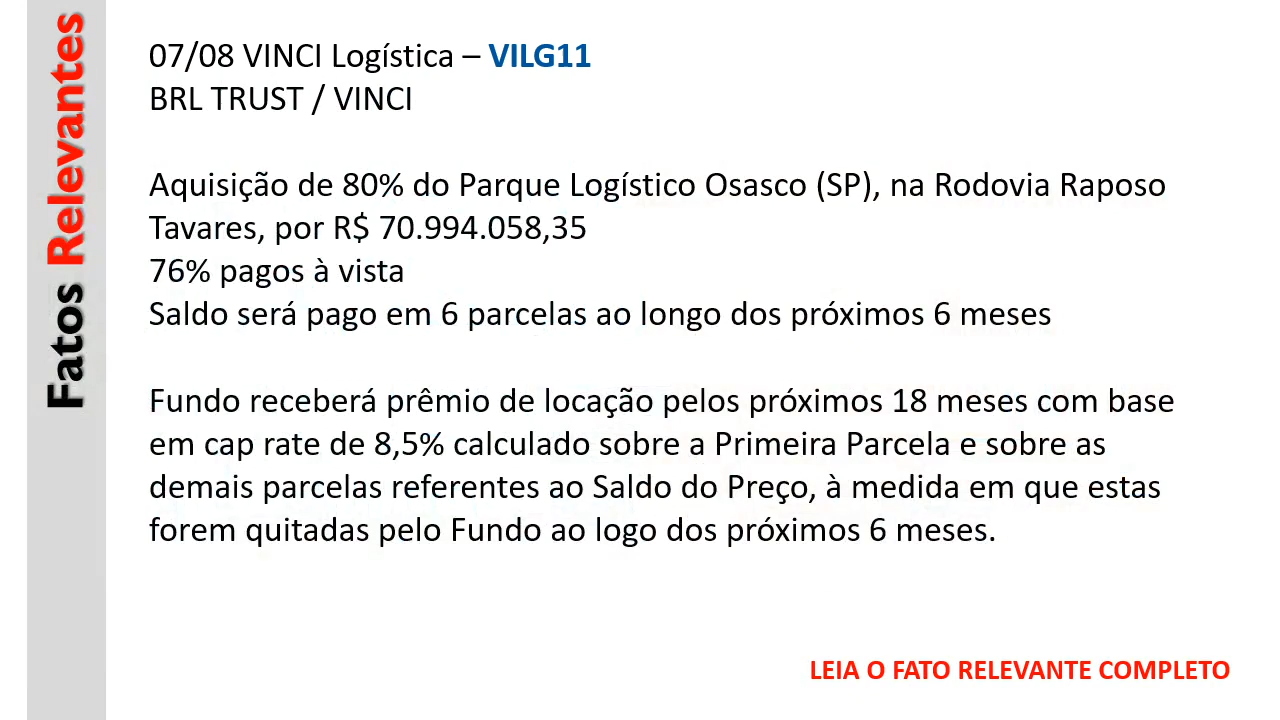 Fatos Relevantes
07/08 VINCI Logística – VILG11
BRL TRUST / VINCI
Aquisição de 80% do Parque Logístico Osasco (SP), na Rodovia Raposo
Tavares, por R$ 70.994.058,35
76% pagos à vista
Saldo será pago em 6 parcelas ao longo dos próximos 6 meses
Fundo receberá prêmio de locação pelos próximos 18 meses com base
em cap rate de 8,5% calculado sobre a Primeira Parcela e sobre as
demais parcelas referentes ao Saldo do Preço, à medida em que estas
forem quitadas pelo Fundo ao logo dos próximos 6 meses.
LEIA O FATO RELEVANTE COMPLETO